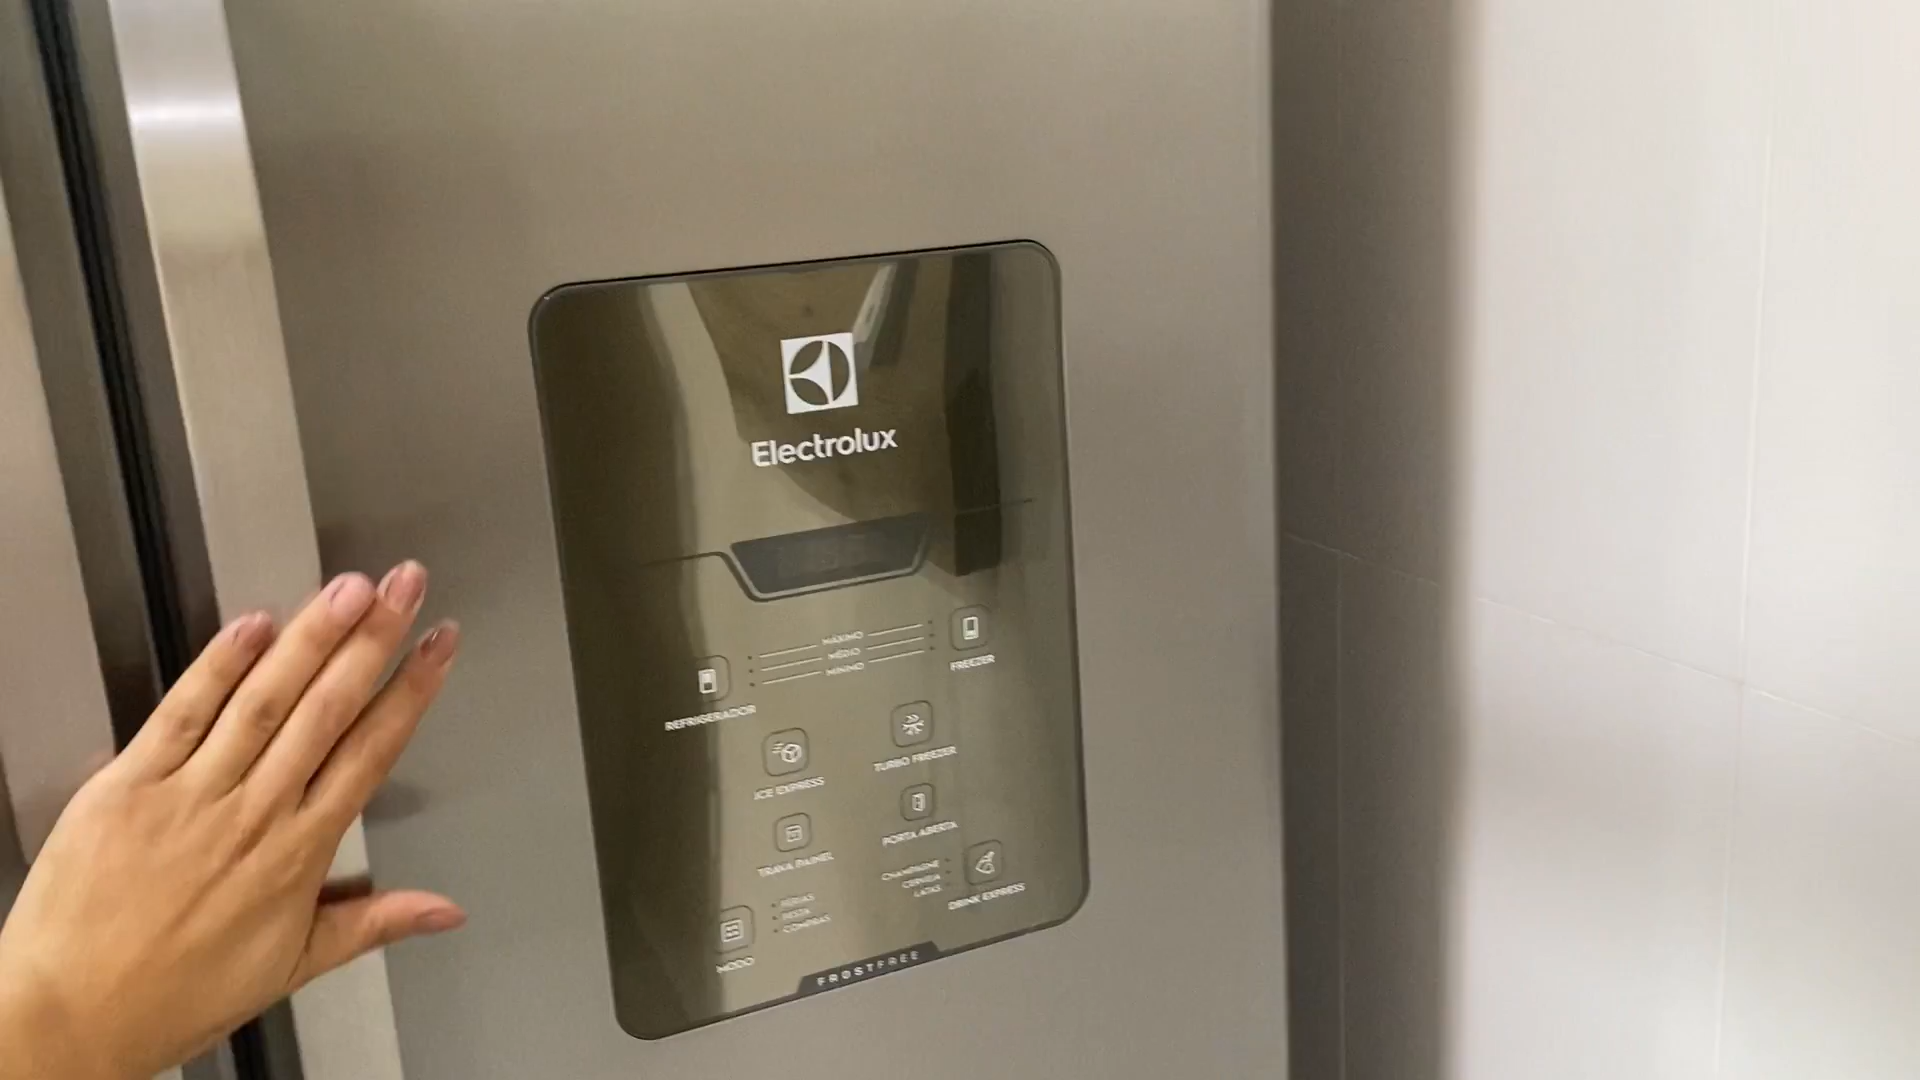 Electrolux
MÁXIMO
MÉDIO
MÍNIMO
FREEZER
REFRIGERADOR
TURBO FREEZER
ICE EXPRESS
PORTA ABERTA
TRAVA PAINEL
CHAMPAGNE
CERVEJA
LATAS
DRINK EXPRESS
FÉRIAS
FESTA
COMPRAS
MODO
FROSTFREE